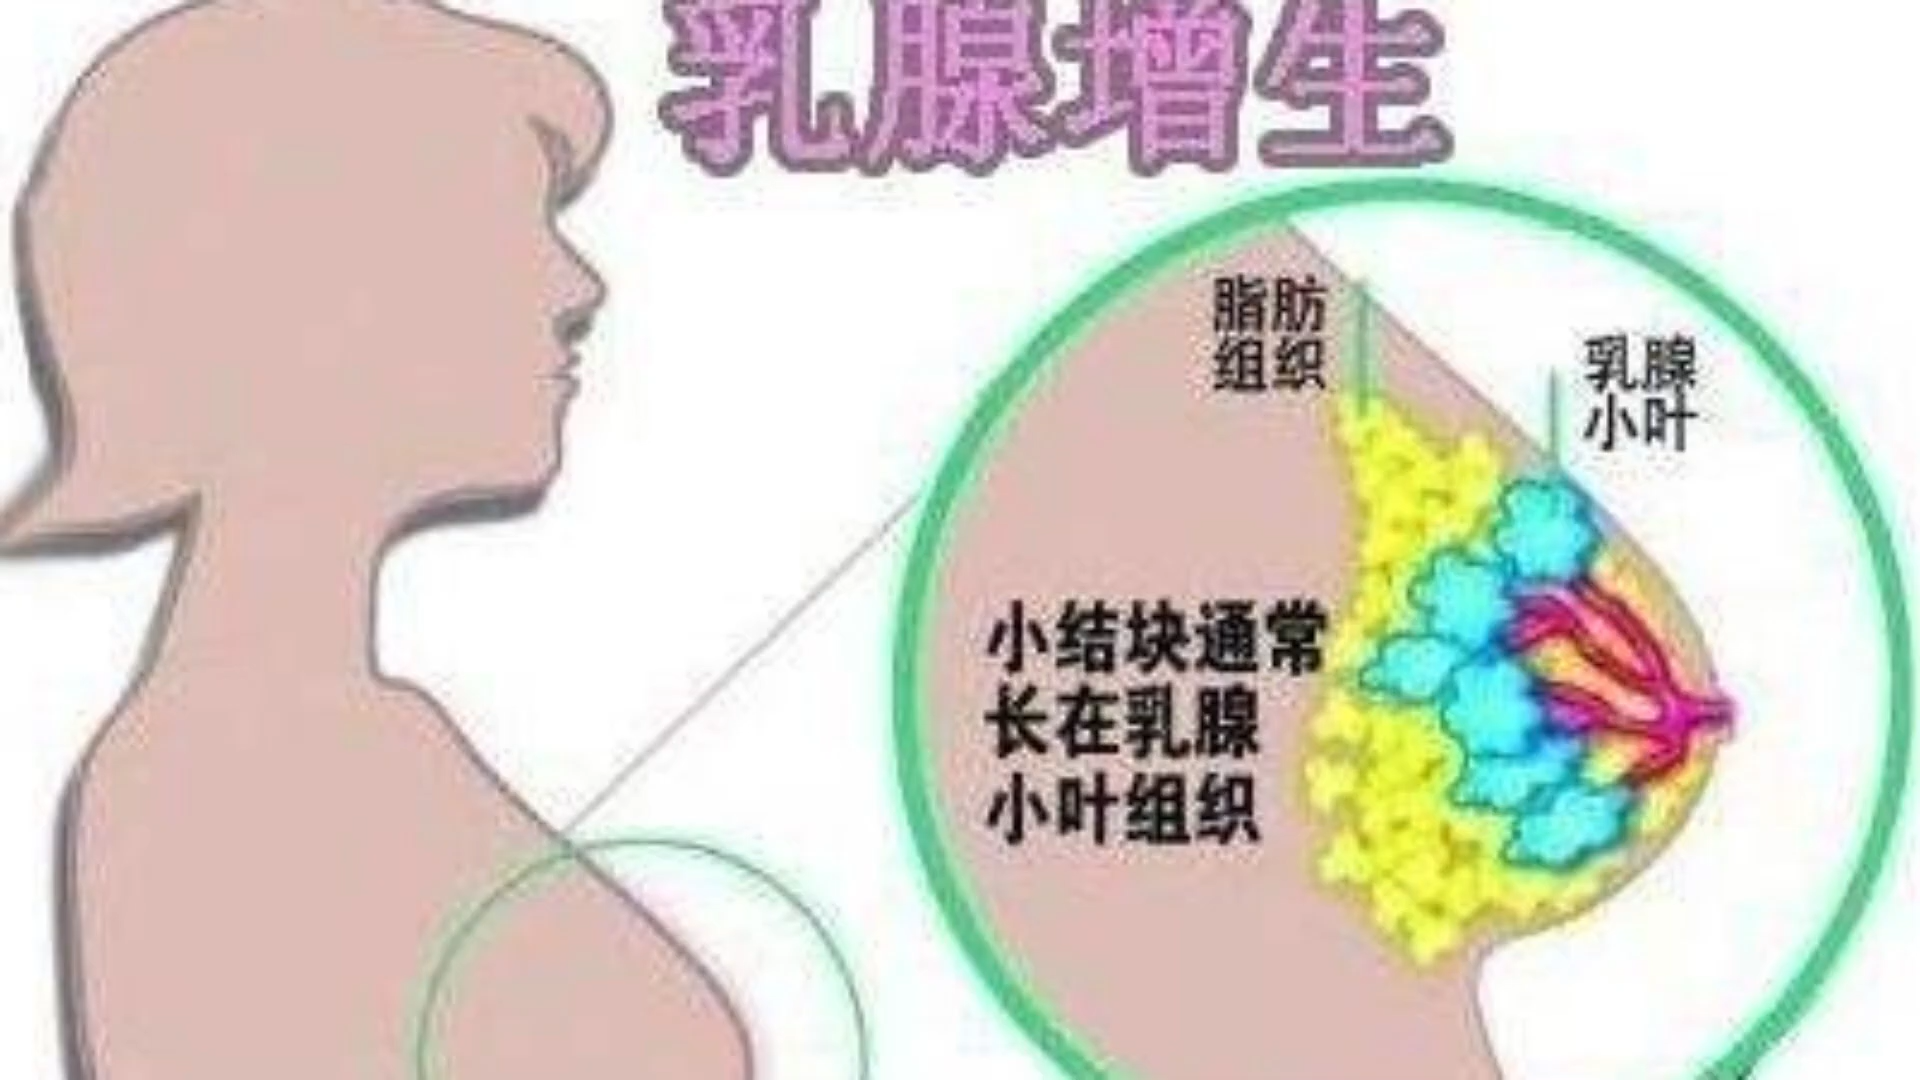 乳腺增生
脂肪
组织
乳腺
小叶
小结块通常
长在乳腺
小叶组织